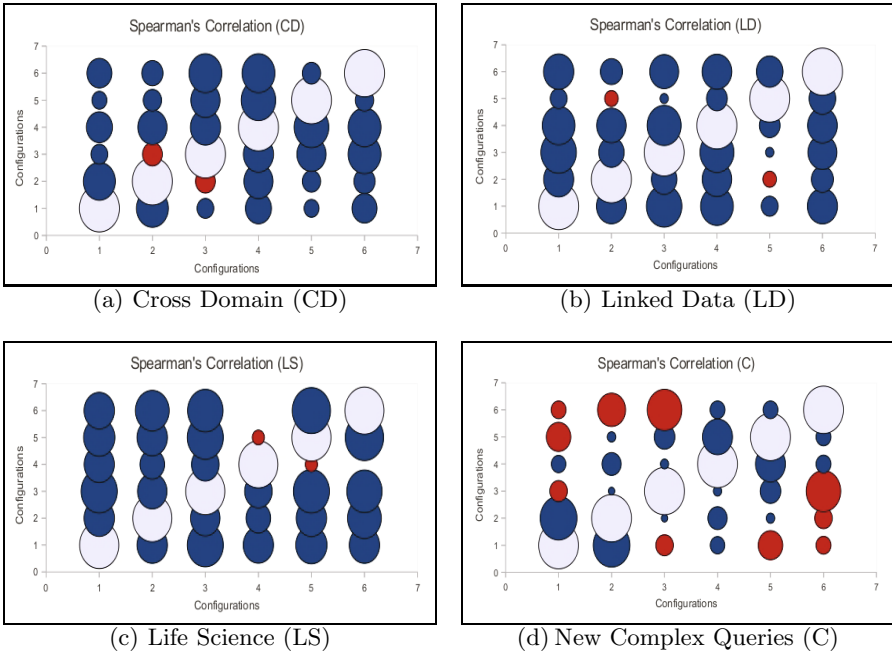 Spearman's Correlation (CD)
Configurations
7
6
5
4
3
2
1
0
0 1 2 3 4 5 6 7
Configurations
(a) Cross Domain (CD)
Spearman's Correlation (LD)
Configurations
7
6
5
4
3
2
1
0
0 1 2 3 4 5 6 7
Configurations
(b) Linked Data (LD)
Spearman's Correlation (LS)
Configurations
7
6
5
4
3
2
1
0
0 1 2 3 4 5 6 7
Configurations
(c) Life Science (LS)
Spearman's Correlation (C)
Configurations
7
6
5
4
3
2
1
0
0 1 2 3 4 5 6 7
Configurations
(d) New Complex Queries (C)